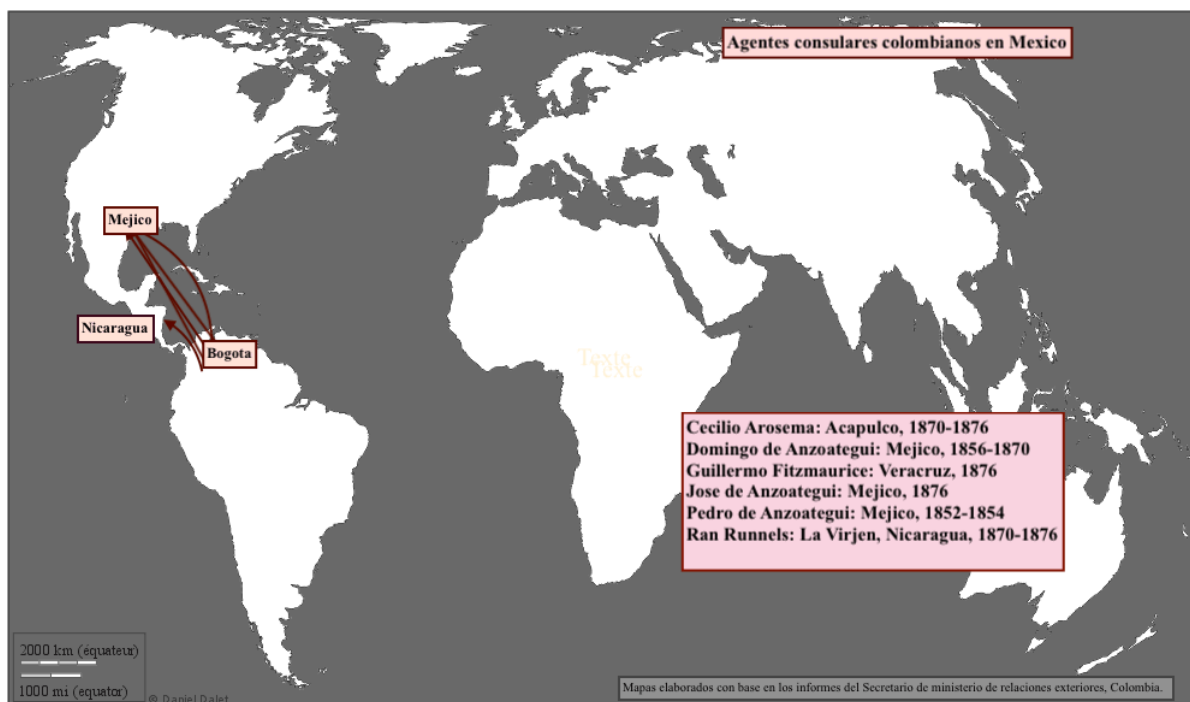 Agentes consulares colombianos en Mexico
Mejico
Nicaragua
Bogota
Texte
Texte
Cecilio Arosema: Acapulco, 1870-1876
Domingo de Anzoategui: Mejico, 1856-1870
Guillermo Fitzmaurice: Veracruz, 1876
Jose de Anzoategui: Mejico, 1876
Pedro de Anzoategui: Mejico, 1852-1854
Ran Runnels: La Virjen, Nicaragua, 1870-1876
2000 km (équateur)
1000 mi (equator)
© Daniel Dalet
Mapas elaborados con base en los informes del Secretario de ministerio de relaciones exteriores, Colombia.